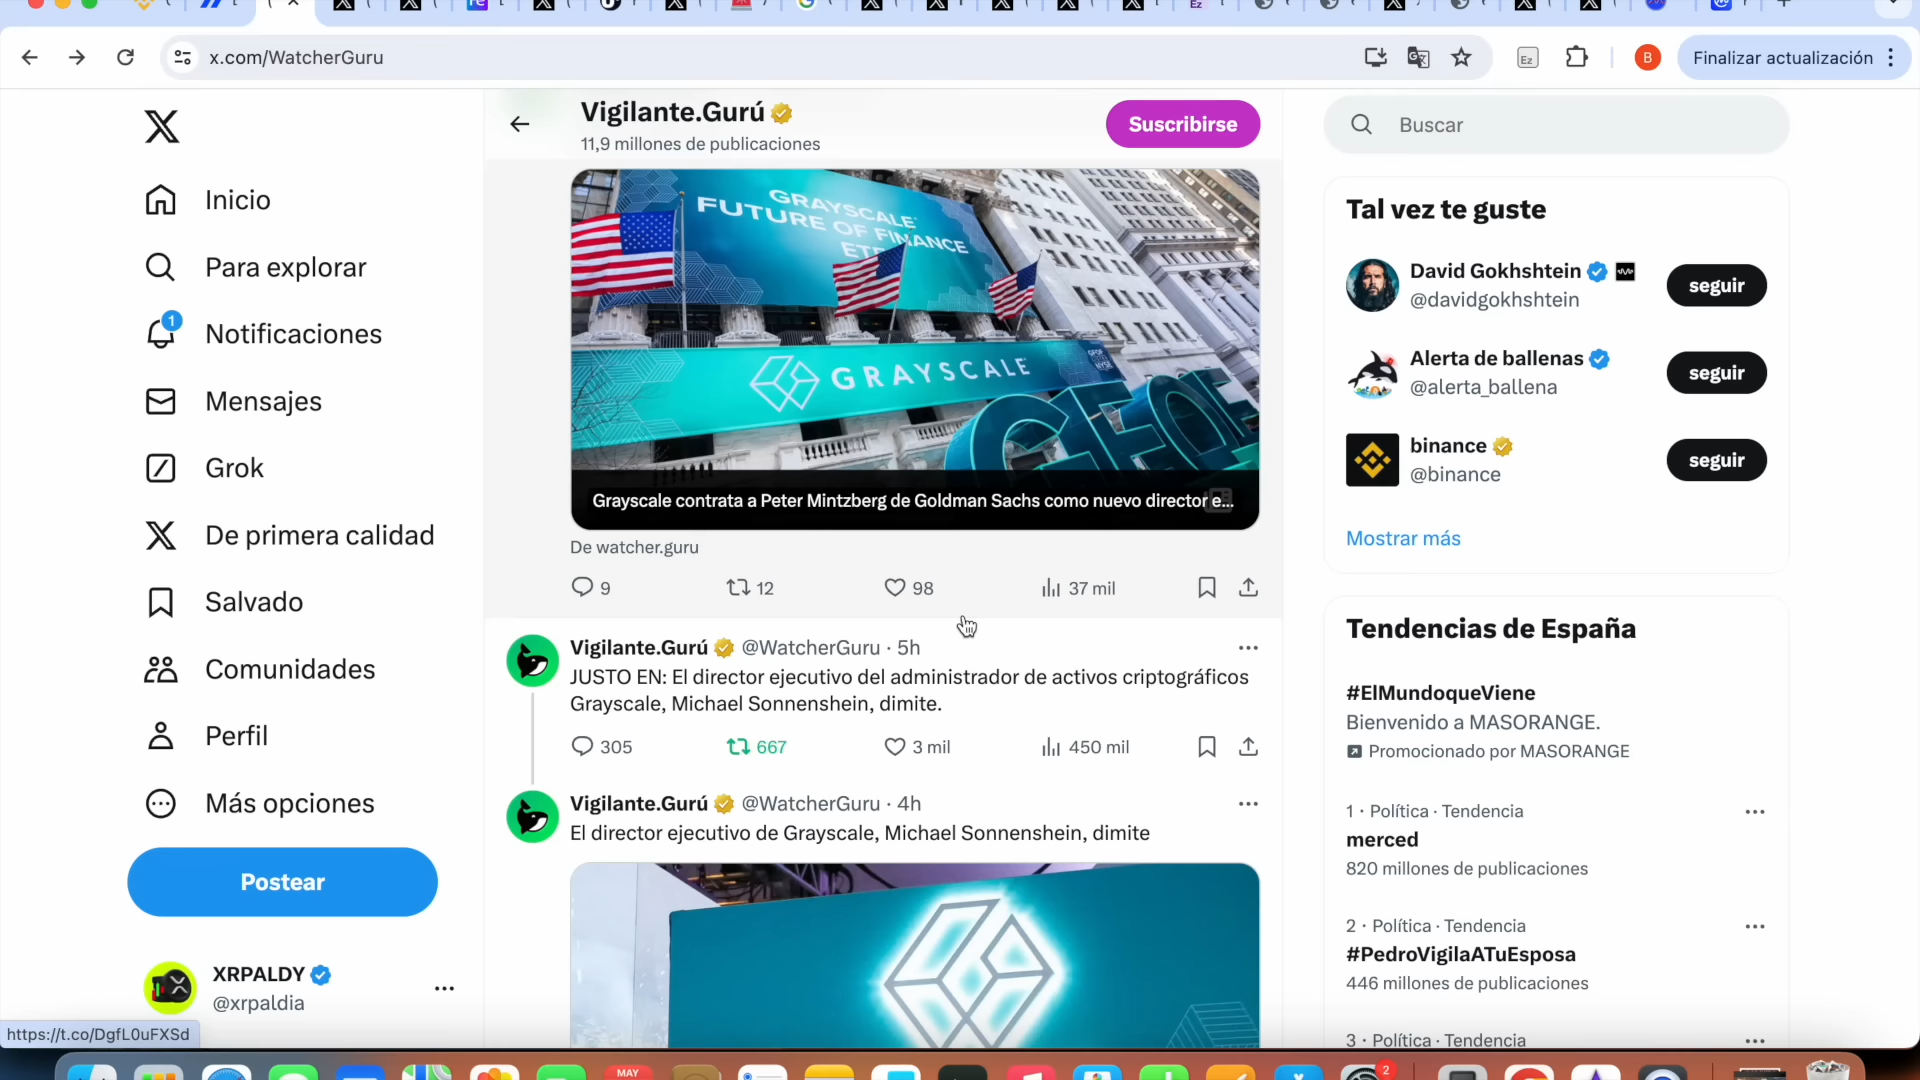 x.com/WatcherGuru
Ez
B
Finalizar actualización
Vigilante.Gurú
11,9 millones de publicaciones
Suscribirse
Buscar
Inicio
Para explorar
1
Notificaciones
Mensajes
Grok
De primera calidad
Salvado
Comunidades
Perfil
Más opciones
Postear
XRPALDY
@xrpaldia
https://t.co/DgfL0uFXSd
GRAYSCALE
FUTURE OF FINANCE
GRAYSCALE
Grayscale contrata a Peter Mintzberg de Goldman Sachs como nuevo director e...
De watcher.guru
9 12 98 37 mil
Vigilante.Gurú @WatcherGuru · 5h
JUSTO EN: El director ejecutivo del administrador de activos criptográficos
Grayscale, Michael Sonnenshein, dimite.
305 667 3 mil 450 mil
Vigilante.Gurú @WatcherGuru · 4h
El director ejecutivo de Grayscale, Michael Sonnenshein, dimite
Tal vez te guste
David Gokhshtein
@davidgokhshtein
seguir
Alerta de ballenas
@alerta_ballena
seguir
binance
@binance
seguir
Mostrar más
Tendencias de España
#ElMundoqueViene
Bienvenido a MASORANGE.
Promocionado por MASORANGE
1 · Política · Tendencia
merced
820 millones de publicaciones
2 · Política · Tendencia
#PedroVigilaATuEsposa
446 millones de publicaciones
3 · Política · Tendencia
MAY
2